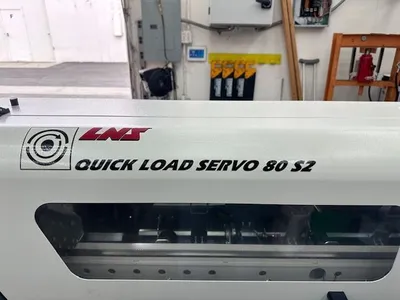 LNS
QUICK LOAD SERVO 80 S2